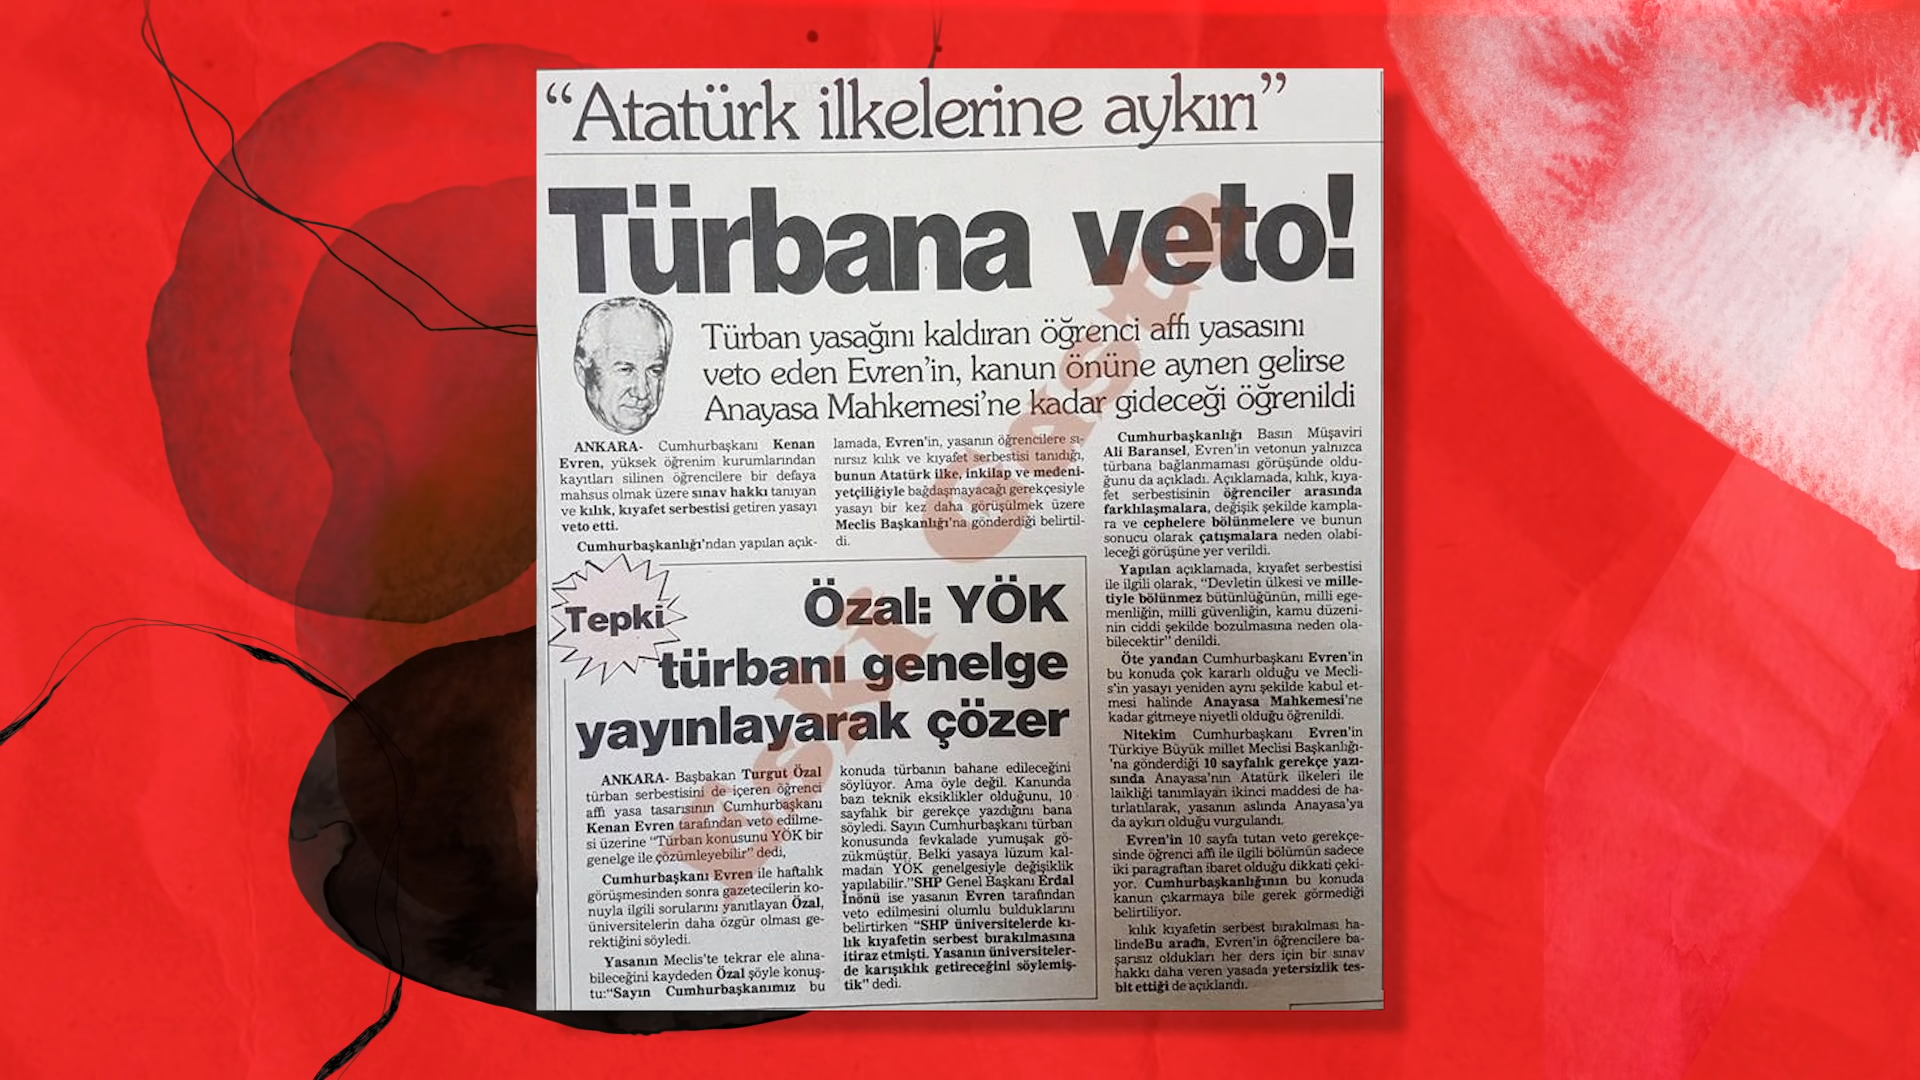 “Atatürk ilkelerine aykırı”
Türbana veto!
Türban yasağını kaldıran öğrenci affı yasasını
veto eden Evren’in, kanun önüne aynen gelirse
Anayasa Mahkemesi’ne kadar gideceği öğrenildi
ANKARA- Cumhurbaşkanı Kenan
Evren, yüksek öğrenim kurumlarından
kayıtları silinen öğrencilere bir defaya
mahsus olmak üzere sınav hakkı tanıyan
ve kılık, kıyafet serbestisi getiren yasayı
veto etti.
Cumhurbaşkanlığı’ndan yapılan açık-
lamada, Evren’in, yasanın öğrencilere sı-
nırsız kılık ve kıyafet serbestisi tanıdığı,
bunun Atatürk ilke, inkilap ve medeni-
yetçiliğiyle bağdaşmayacağı gerekçesiyle
yasayı bir kez daha görüşülmek üzere
Meclis Başkanlığı’na gönderdiği belirtil-
di.
Cumhurbaşkanlığı Basın Müşaviri
Ali Baransel, Evren’in vetonun yalnızca
türbana bağlanmaması görüşünde oldu-
ğunu da açıkladı. Açıklamada, kılık, kıya-
fet serbestisinin öğrenciler arasında
farklılaşmalara, değişik şekilde kampla-
ra ve cephelere bölünmelere ve bunun
sonucu olarak çatışmalara neden olabi-
leceği görüşüne yer verildi.
Yapılan açıklamada, kıyafet serbestisi
ile ilgili olarak, “Devletin ülkesi ve mille-
tiyle bölünmez bütünlüğünün, milli ege-
menliğin, milli güvenliğin, kamu düzeni-
nin ciddi şekilde bozulmasına neden ola-
bilecektir” denildi.
Öte yandan Cumhurbaşkanı Evren’in
bu konuda çok kararlı olduğu ve Mecli-
s’in yasayı yeniden aynı şekilde kabul et-
mesi halinde Anayasa Mahkemesi’ne
kadar gitmeye niyetli olduğu öğrenildi.
Nitekim Cumhurbaşkanı Evren’in
Türkiye Büyük millet Meclisi Başkanlığı-
’na gönderdiği 10 sayfalık gerekçe yazı-
sında Anayasa’nın Atatürk ilkeleri ile
laikliği tanımlayan ikinci maddesi de ha-
tırlatılarak, yasanın aslında Anayasa’ya
da aykırı olduğu vurgulandı.
Evren’in 10 sayfa tutan veto gerekçe-
sinde öğrenci affı ile ilgili bölümün sadece
iki paragraftan ibaret olduğu dikkati çeki-
yor. Cumhurbaşkanlığının bu konuda
kanun çıkarmaya bile gerek görmediği
belirtiliyor.
kılık kıyafetin serbest bırakılması ha-
lindeBu arada, Evren’in öğrencilere ba-
şarısız oldukları her ders için bir sınav
hakkı daha veren yasada yetersizlik tes-
bit ettiği de açıklandı.
Tepki
Özal: YÖK
türbanı genelge
yayınlayarak çözer
ANKARA- Başbakan Turgut Özal
türban serbestisini de içeren öğrenci
affı yasa tasarısının Cumhurbaşkanı
Kenan Evren tarafından veto edilme-
si üzerine “Türban konusunu YÖK bir
genelge ile çözümleyebilir” dedi,
Cumhurbaşkanı Evren ile haftalık
görüşmesinden sonra gazetecilerin ko-
nuyla ilgili sorularını yanıtlayan Özal,
üniversitelerin daha özgür olması ge-
rektiğini söyledi.
Yasanın Meclis’te tekrar ele alına-
bileceğini kaydeden Özal şöyle konuş-
tu:“Sayın Cumhurbaşkanımız bu
konuda türbanın bahane edileceğini
söylüyor. Ama öyle değil. Kanunda
bazı teknik eksiklikler olduğunu, 10
sayfalık bir gerekçe yazdığını bana
söyledi. Sayın Cumhurbaşkanı türban
konusunda fevkalade yumuşak gö-
zükmüştür. Belki yasaya lüzum kal-
madan YÖK genelgesiyle değişiklik
yapılabilir.”SHP Genel Başkanı Erdal
İnönü ise yasanın Evren tarafından
veto edilmesini olumlu bulduklarını
belirtirken “SHP üniversitelerde kı-
lık kıyafetin serbest bırakılmasına
itiraz etmişti. Yasanın üniversiteler-
de karışıklık getireceğini söylemiş-
tik” dedi.